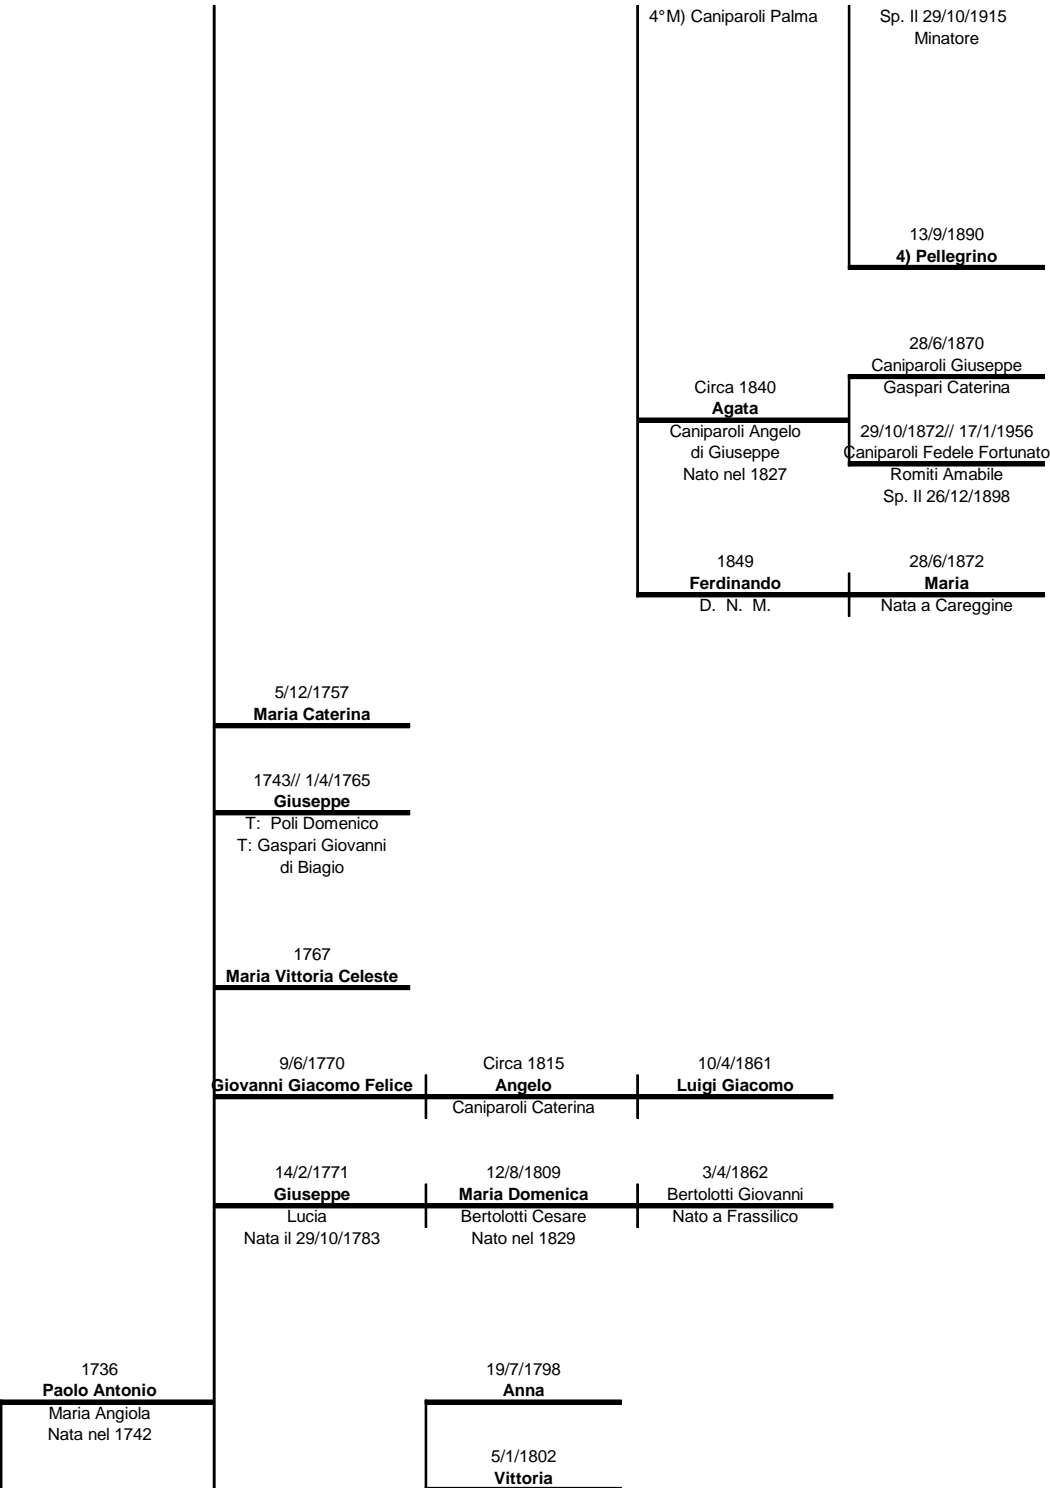 4°M) Caniparoli Palma
Sp. II 29/10/1915
Minatore
13/9/1890
4) Pellegrino
28/6/1870
Caniparoli Giuseppe
Gaspari Caterina
Circa 1840
Agata
Caniparoli Angelo
di Giuseppe
Nato nel 1827
29/10/1872// 17/1/1956
Caniparoli Fedele Fortunato
Romiti Amabile
Sp. II 26/12/1898
1849
Ferdinando
D. N. M.
28/6/1872
Maria
Nata a Careggine
5/12/1757
Maria Caterina
1743// 1/4/1765
Giuseppe
T: Poli Domenico
T: Gaspari Giovanni
di Biagio
1767
Maria Vittoria Celeste
9/6/1770
Giovanni Giacomo Felice
Circa 1815
Angelo
Caniparoli Caterina
10/4/1861
Luigi Giacomo
14/2/1771
Giuseppe
Lucia
Nata il 29/10/1783
12/8/1809
Maria Domenica
Bertolotti Cesare
Nato nel 1829
3/4/1862
Bertolotti Giovanni
Nato a Frassilico
1736
Paolo Antonio
Maria Angiola
Nata nel 1742
19/7/1798
Anna
5/1/1802
Vittoria